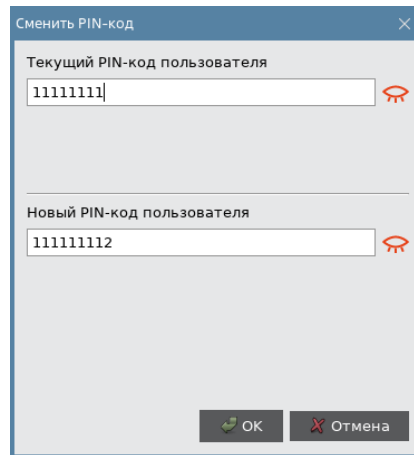 Сменить PIN-код
Текущий PIN-код пользователя
11111111
Новый PIN-код пользователя
111111112
OK
Отмена